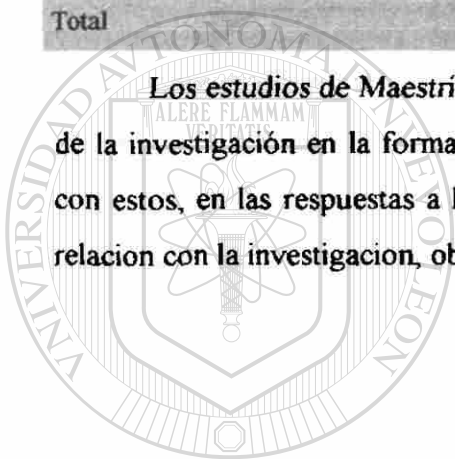 Total
Los estudios de Maestrí
de la investigación en la forma
con estos, en las respuestas a l
relacion con la investigacion, ob
UNIVERSIDAD AUTONOMA DE NUEVO LEON
ALERE FLAMMAM
VERITATIS